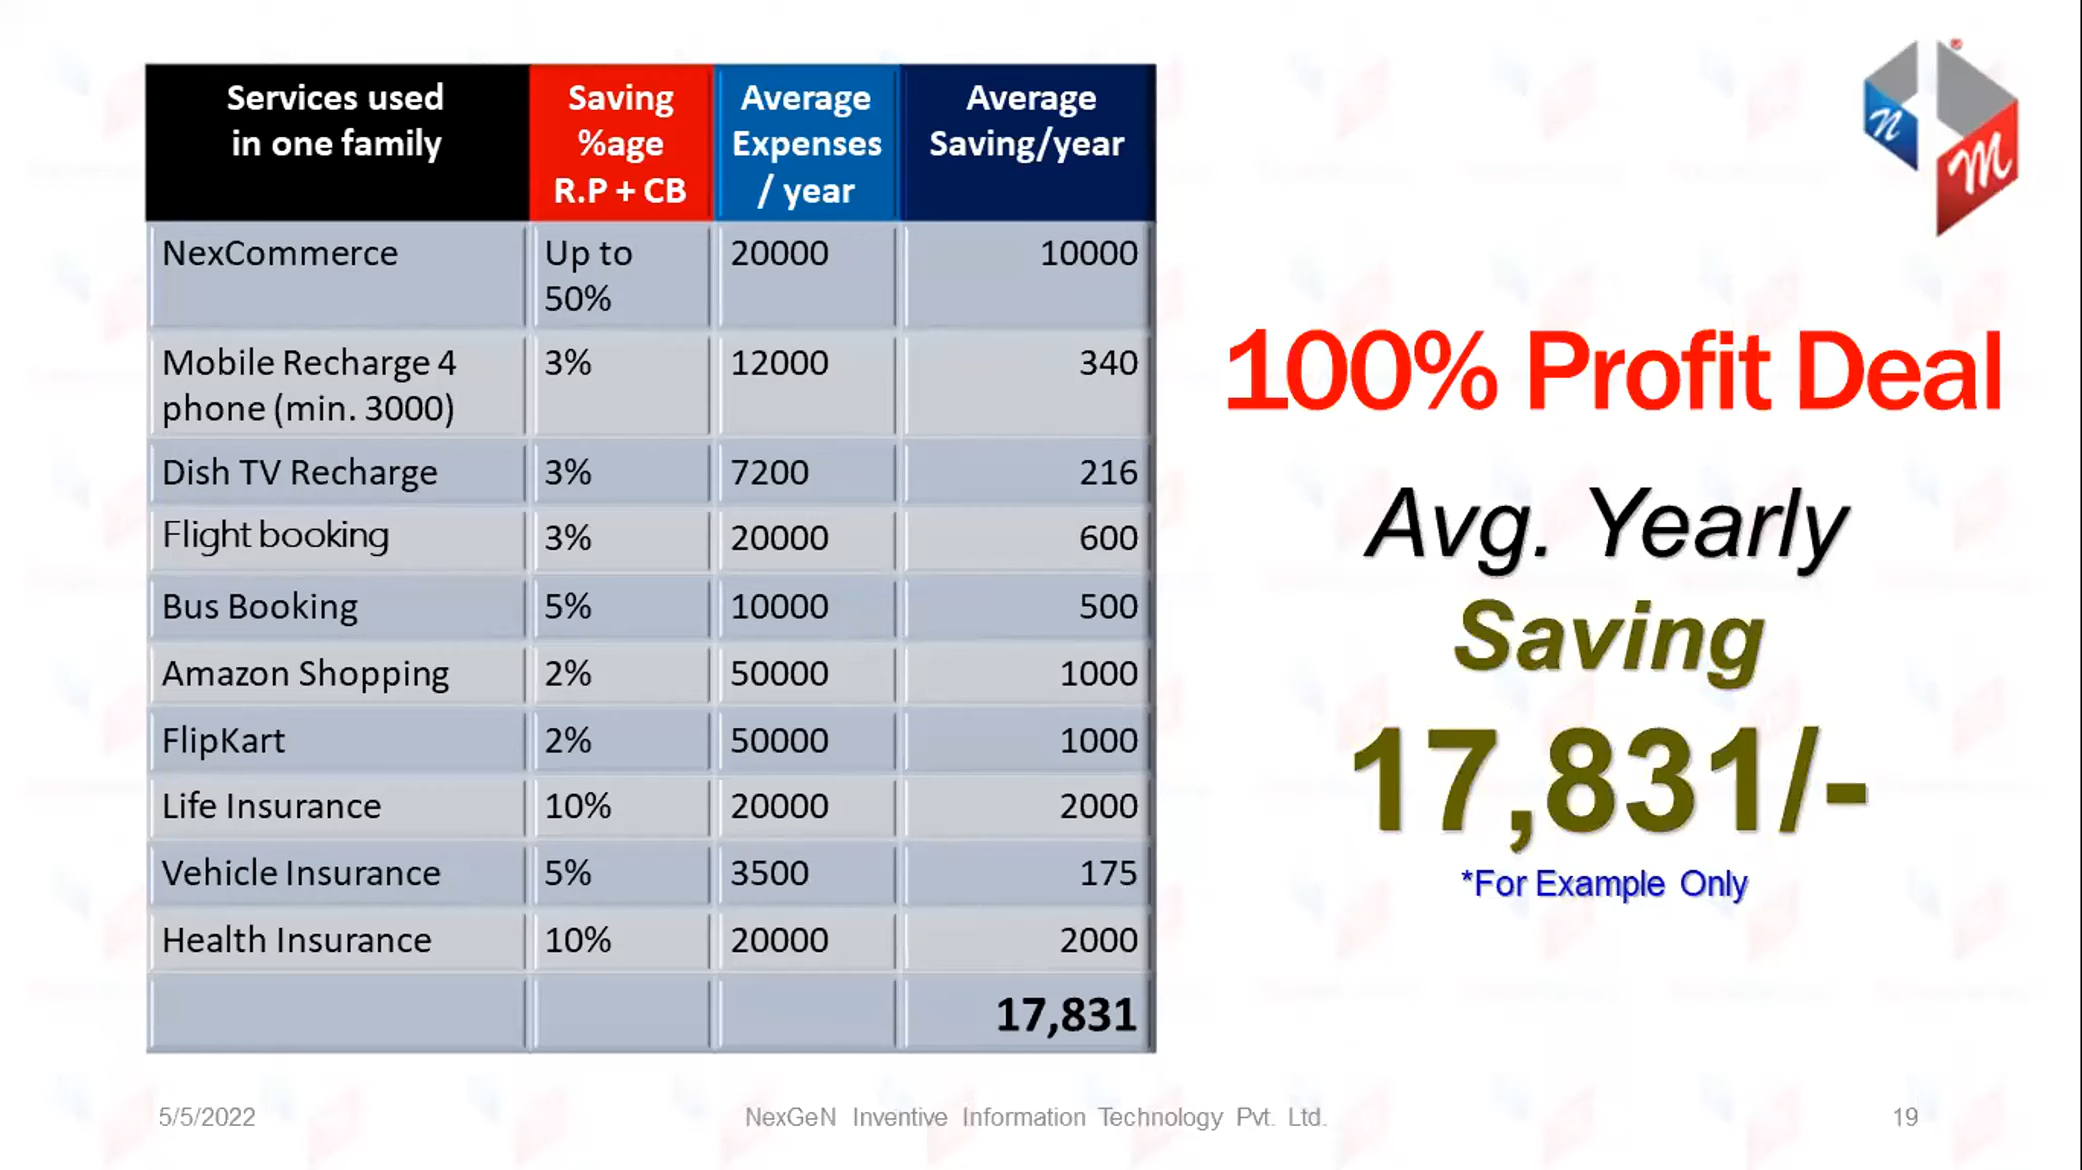 Services used
in one family
Saving
%age
R.P + CB
Average
Expenses
/ year
Average
Saving/year
NexCommerce
Up to
50%
20000
10000
Mobile Recharge 4
phone (min. 3000)
3%
12000
340
Dish TV Recharge
3%
7200
216
Flight booking
3%
20000
600
Bus Booking
5%
10000
500
Amazon Shopping
2%
50000
1000
FlipKart
2%
50000
1000
Life Insurance
10%
20000
2000
Vehicle Insurance
5%
3500
175
Health Insurance
10%
20000
2000
17,831
n
m
®
100% Profit Deal
Avg. Yearly
Saving
17,831/-
*For Example Only
5/5/2022
NexGeN Inventive Information Technology Pvt. Ltd.
19